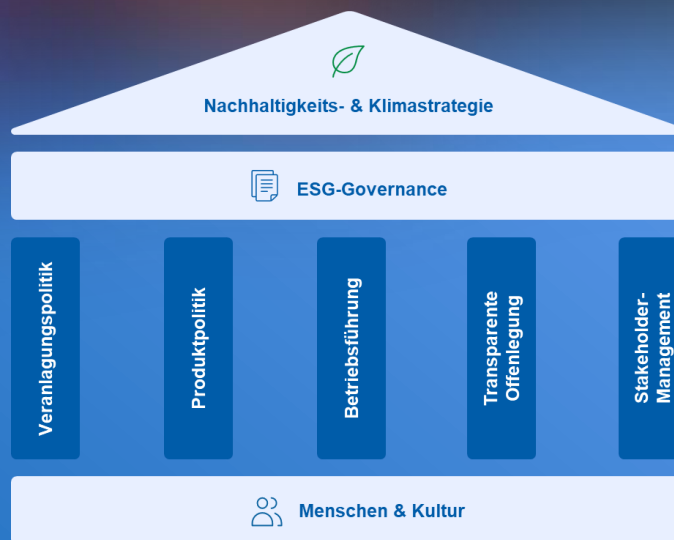 Nachhaltigkeits- & Klimastrategie
ESG-Governance
Veranlagungspolitik
Produktpolitik
Betriebsführung
Transparente
Offenlegung
Stakeholder-
Management
Menschen & Kultur